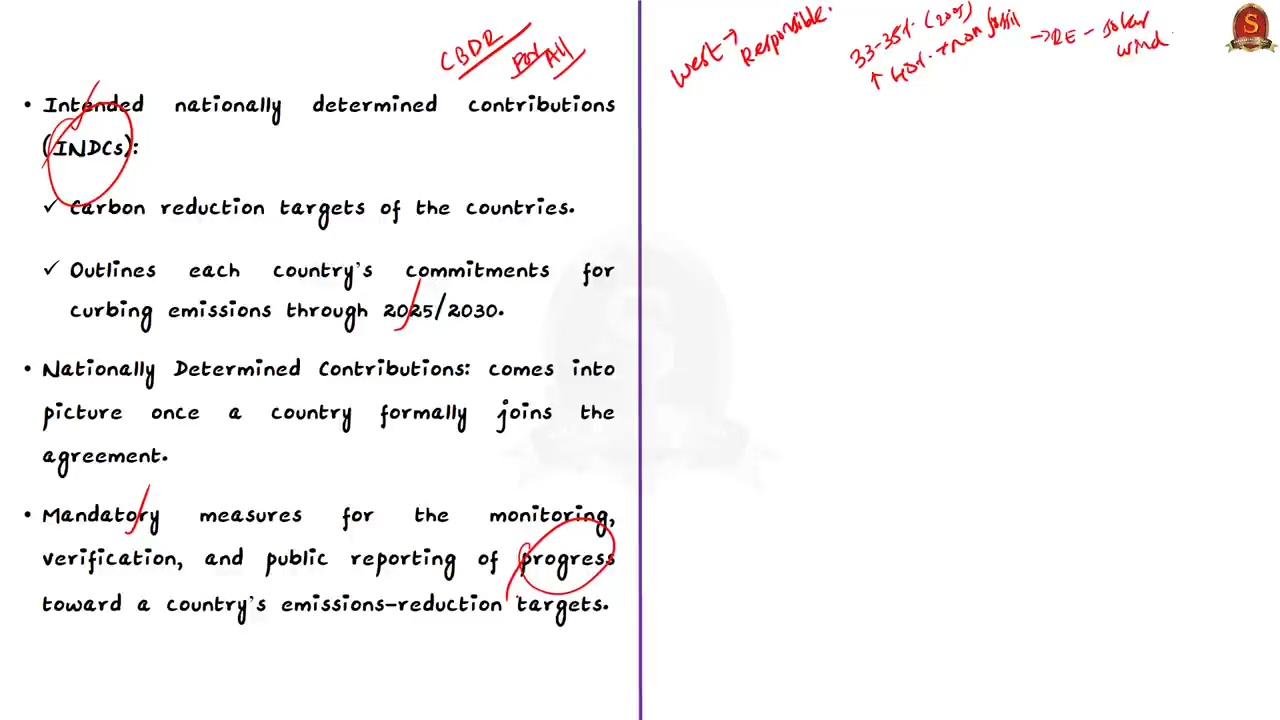 CBDR
For All
West → Responsible.
33-35% (2005)
↑ 40% → non fossil → RE - solar
wind
S
• Intended nationally determined contributions
(INDCs):
✓ Carbon reduction targets of the countries.
✓ Outlines each country's commitments for
curbing emissions through 2025/2030.
• Nationally Determined Contributions: comes into
picture once a country formally joins the
agreement.
• Mandatory measures for the monitoring,
verification, and public reporting of progress
toward a country's emissions-reduction targets.